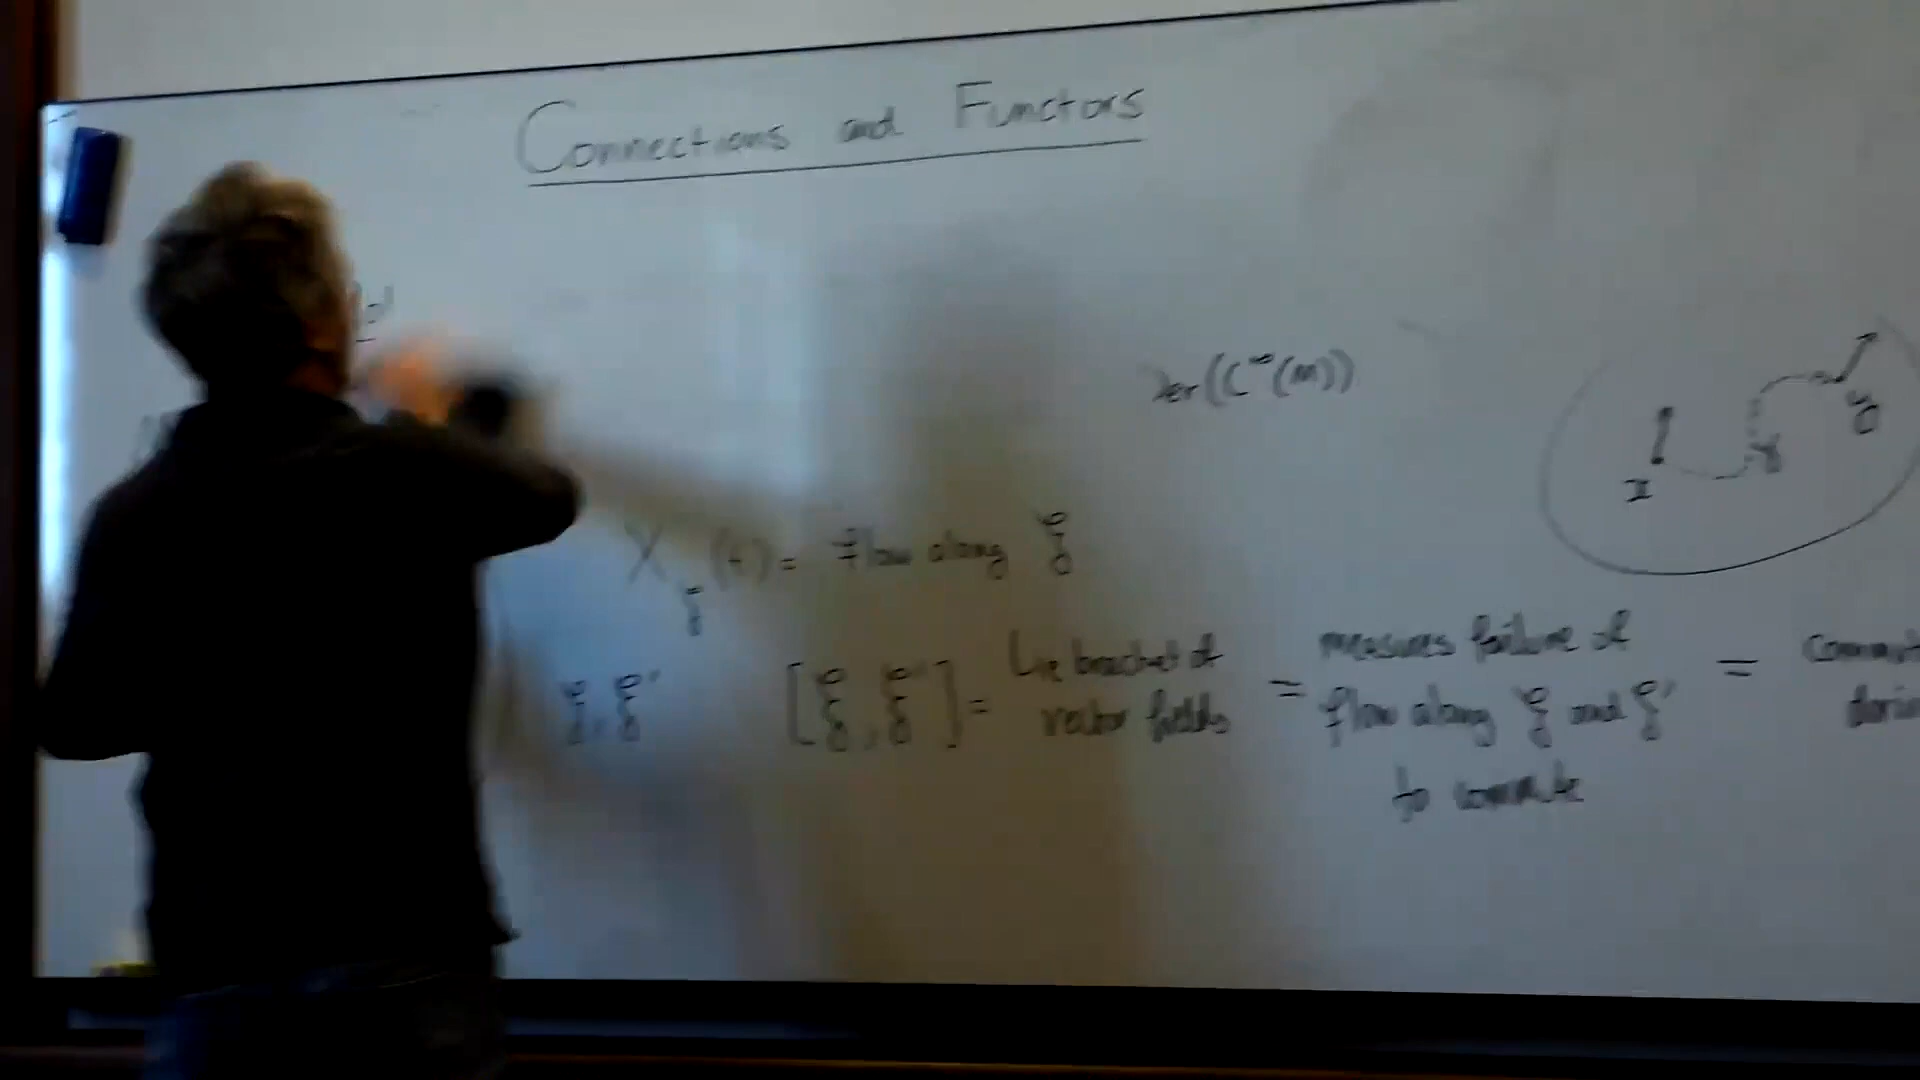 Connections and Functors
Der(C^∞(M))
x γ y
X_ξ(t) = flow along ξ
ξ, ξ' [ξ, ξ'] = Lie bracket of vector fields = measures failure of flow along ξ and ξ' to commute =